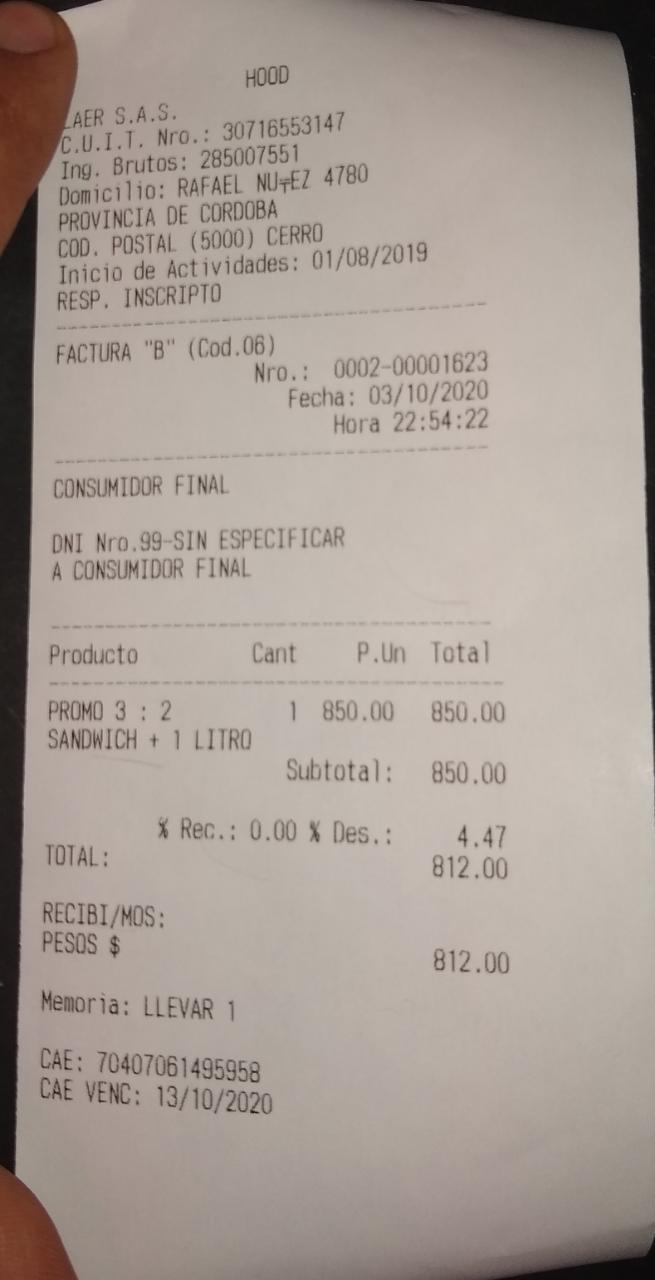 HOOD
LAER S.A.S.
C.U.I.T. Nro.: 30716553147
Ing. Brutos: 285007551
Domicilio: RAFAEL NU╤EZ 4780
PROVINCIA DE CORDOBA
COD. POSTAL (5000) CERRO
Inicio de Actividades: 01/08/2019
RESP. INSCRIPTO
FACTURA "B" (Cod.06)
Nro.: 0002-00001623
Fecha: 03/10/2020
Hora 22:54:22
CONSUMIDOR FINAL
DNI Nro.99-SIN ESPECIFICAR
A CONSUMIDOR FINAL
Producto Cant P.Un Total
PROMO 3 : 2 1 850.00 850.00
SANDWICH + 1 LITRO
Subtotal: 850.00
% Rec.: 0.00 % Des.: 4.47
TOTAL: 812.00
RECIBI/MOS:
PESOS $ 812.00
Memoria: LLEVAR 1
CAE: 70407061495958
CAE VENC: 13/10/2020